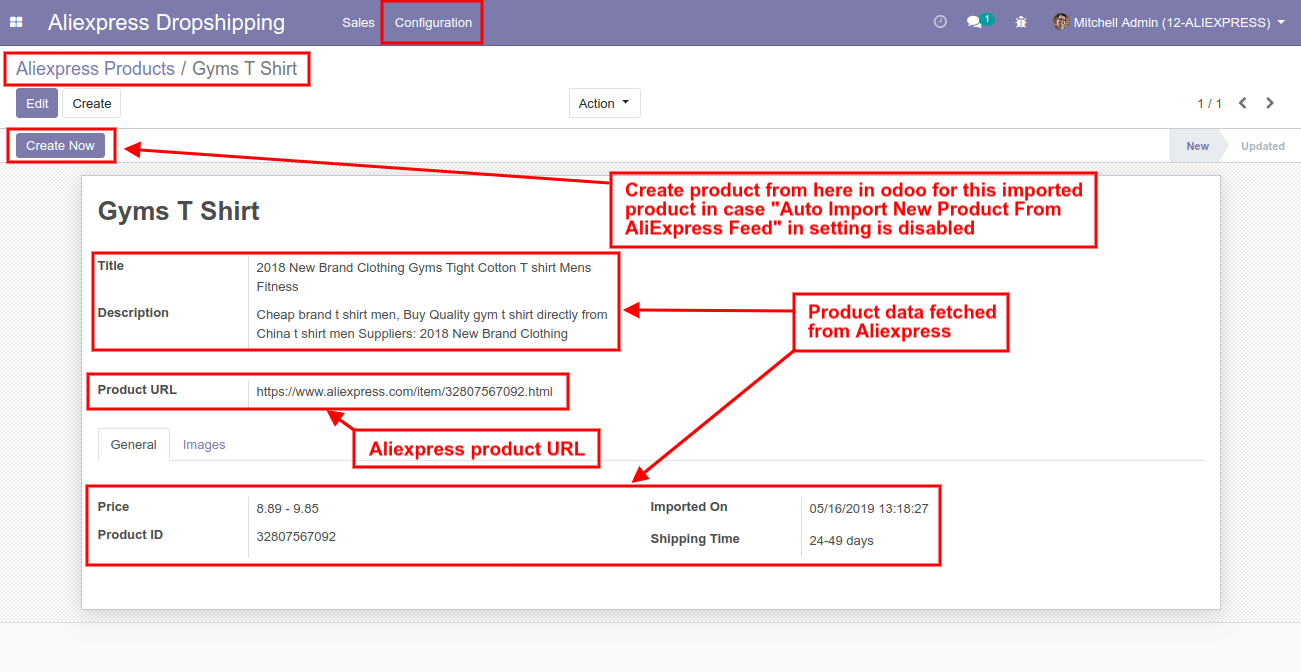 Aliexpress Dropshipping Sales Configuration 1 Mitchell Admin (12-ALIEXPRESS)
Aliexpress Products / Gyms T Shirt
Edit Create Action 1 / 1
Create Now New Updated
Create product from here in odoo for this imported
product in case "Auto Import New Product From
AliExpress Feed" in setting is disabled
Gyms T Shirt
Title 2018 New Brand Clothing Gyms Tight Cotton T shirt Mens
Fitness
Description Cheap brand t shirt men, Buy Quality gym t shirt directly from
China t shirt men Suppliers: 2018 New Brand Clothing
Product data fetched
from Aliexpress
Product URL https://www.aliexpress.com/item/32807567092.html
Aliexpress product URL
General Images
Price 8.89 - 9.85 Imported On 05/16/2019 13:18:27
Product ID 32807567092 Shipping Time 24-49 days